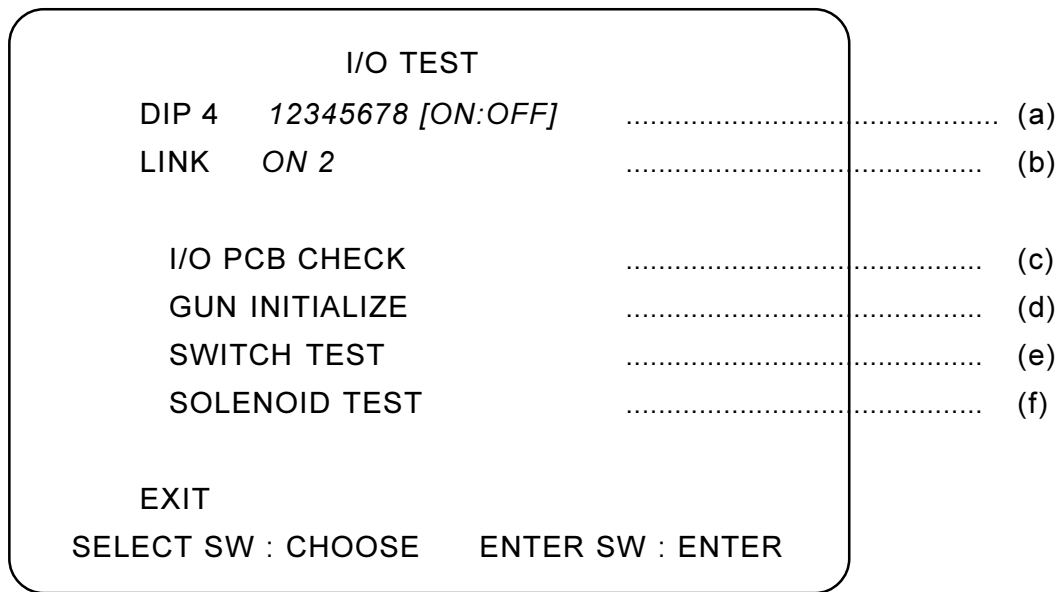 I/O TEST
DIP 4 12345678 [ON:OFF] .............................................. (a)
LINK ON 2 ............................................ (b)
I/O PCB CHECK ............................................ (c)
GUN INITIALIZE ............................................ (d)
SWITCH TEST ............................................ (e)
SOLENOID TEST ............................................ (f)
EXIT
SELECT SW : CHOOSE ENTER SW : ENTER